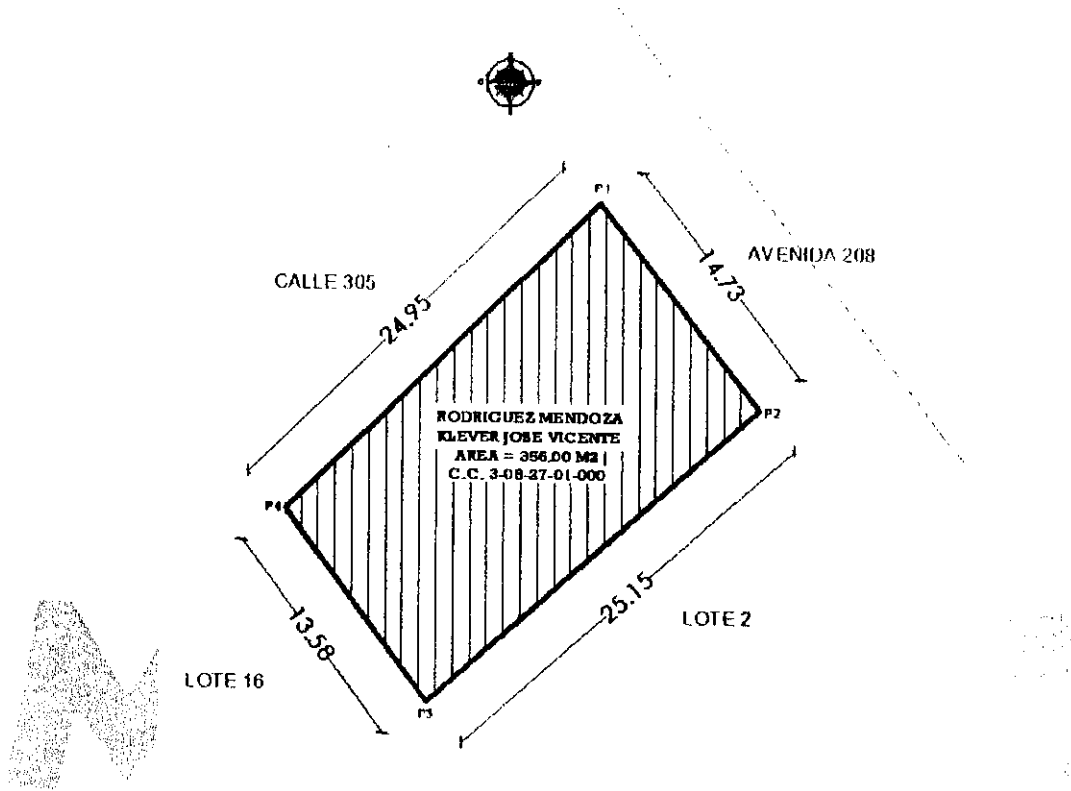 P1
AVENIDA 208
14.73
CALLE 305
24.95
RODRIGUEZ MENDOZA
KLEVER JOSE VICENTE
AREA = 356,00 M2
C.C. 3-08-27-01-000
P2
P4
25.15
LOTE 2
13.58
LOTE 16
P3